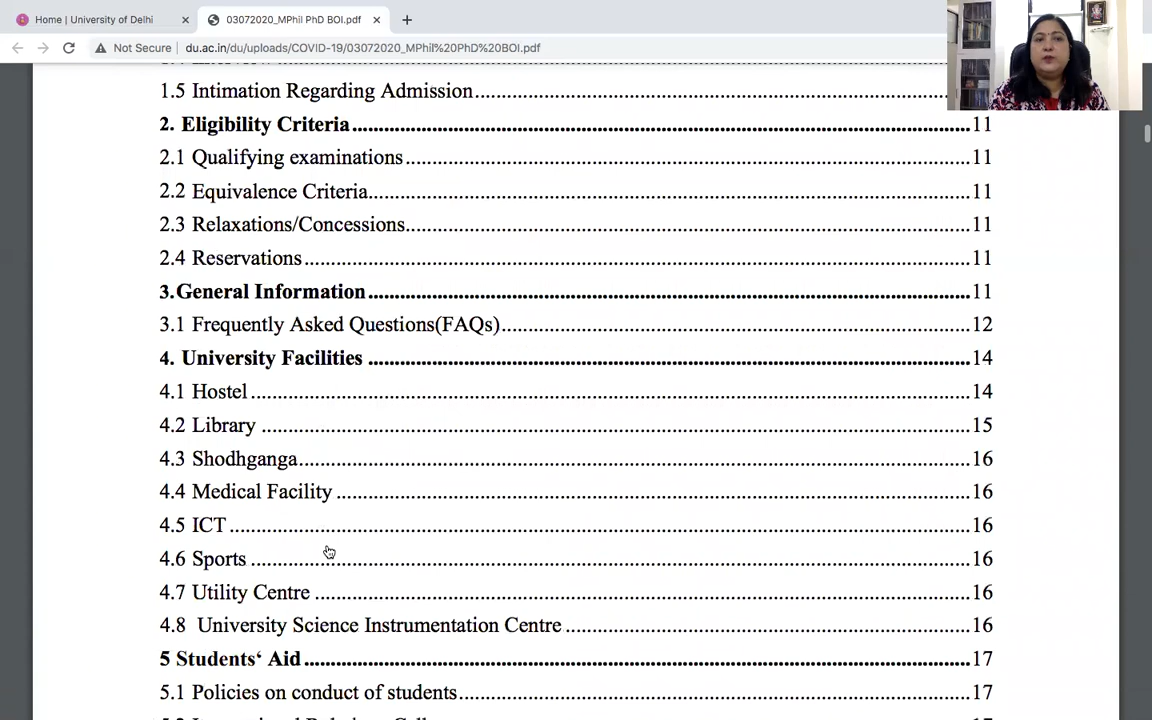 Home | University of Delhi
03072020_MPhil PhD BOI.pdf
Not Secure
du.ac.in/du/uploads/COVID-19/03072020_MPhil%20PhD%20BOI.pdf
1.5 Intimation Regarding Admission
2. Eligibility Criteria 11
2.1 Qualifying examinations 11
2.2 Equivalence Criteria 11
2.3 Relaxations/Concessions 11
2.4 Reservations 11
3.General Information 11
3.1 Frequently Asked Questions(FAQs) 12
4. University Facilities 14
4.1 Hostel 14
4.2 Library 15
4.3 Shodhganga 16
4.4 Medical Facility 16
4.5 ICT 16
4.6 Sports 16
4.7 Utility Centre 16
4.8 University Science Instrumentation Centre 16
5 Students‘ Aid 17
5.1 Policies on conduct of students 17